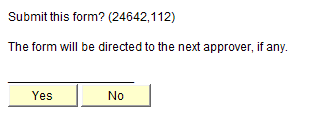 Submit this form? (24642,112)
The form will be directed to the next approver, if any.
Yes No